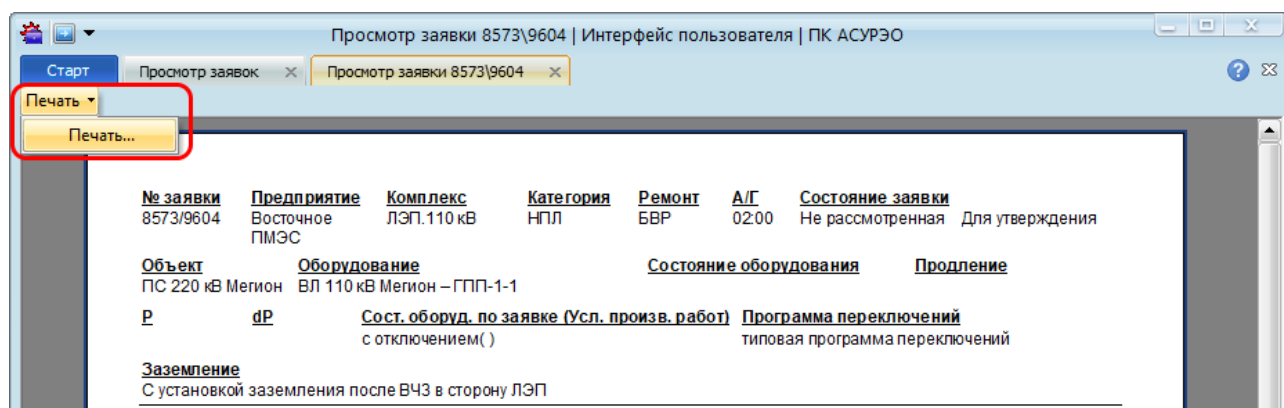 Просмотр заявки 8573\9604 | Интерфейс пользователя | ПК АСУРЭО
Старт Просмотр заявок Просмотр заявки 8573\9604
Печать
Печать...
№ заявки Предприятие Комплекс Категория Ремонт А/Г Состояние заявки
8573/9604 Восточное ЛЭП.110 кВ НПЛ БВР 02:00 Не рассмотренная Для утверждения
ПМЭС
Объект Оборудование Состояние оборудования Продление
ПС 220 кВ Мегион ВЛ 110 кВ Мегион – ГПП-1-1
P dP Сост. оборуд. по заявке (Усл. произв. работ) Программа переключений
с отключением( ) типовая программа переключений
Заземление
С установкой заземления после ВЧЗ в сторону ЛЭП